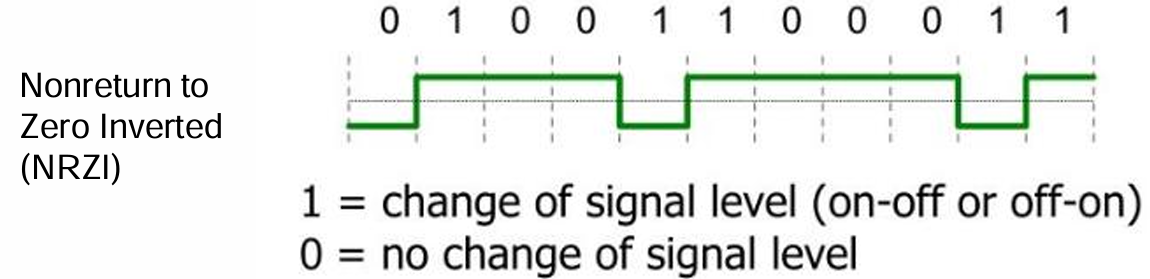 0 1 0 0 1 1 0 0 0 1 1
Nonreturn to
Zero Inverted
(NRZI)
1 = change of signal level (on-off or off-on)
0 = no change of signal level